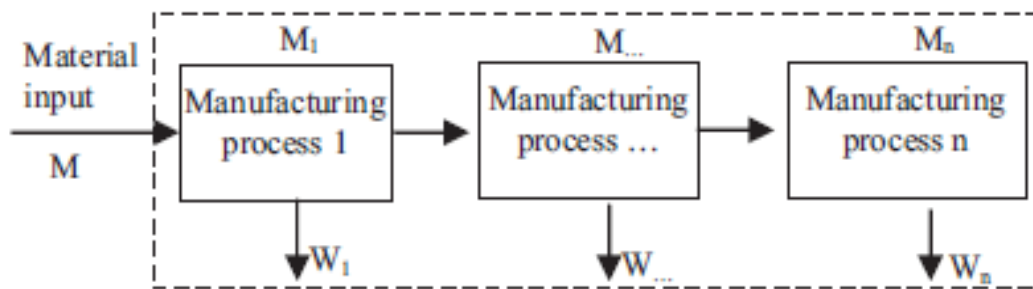 Material
input
M
M₁
Manufacturing
process 1
W₁
M...
Manufacturing
process ...
W...
Mₙ
Manufacturing
process n
Wₙ